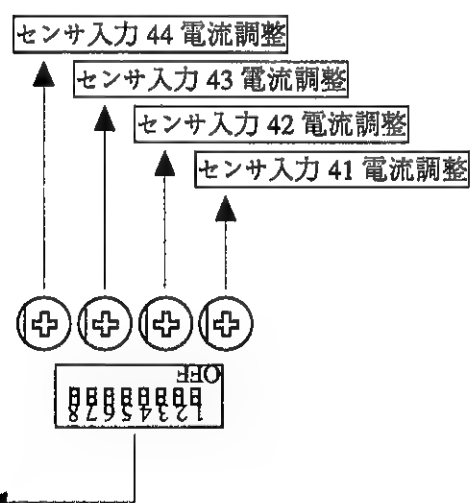 センサ入力 44 電流調整
センサ入力 43 電流調整
センサ入力 42 電流調整
センサ入力 41 電流調整
OFF
1 2 3 4 5 6 7 8